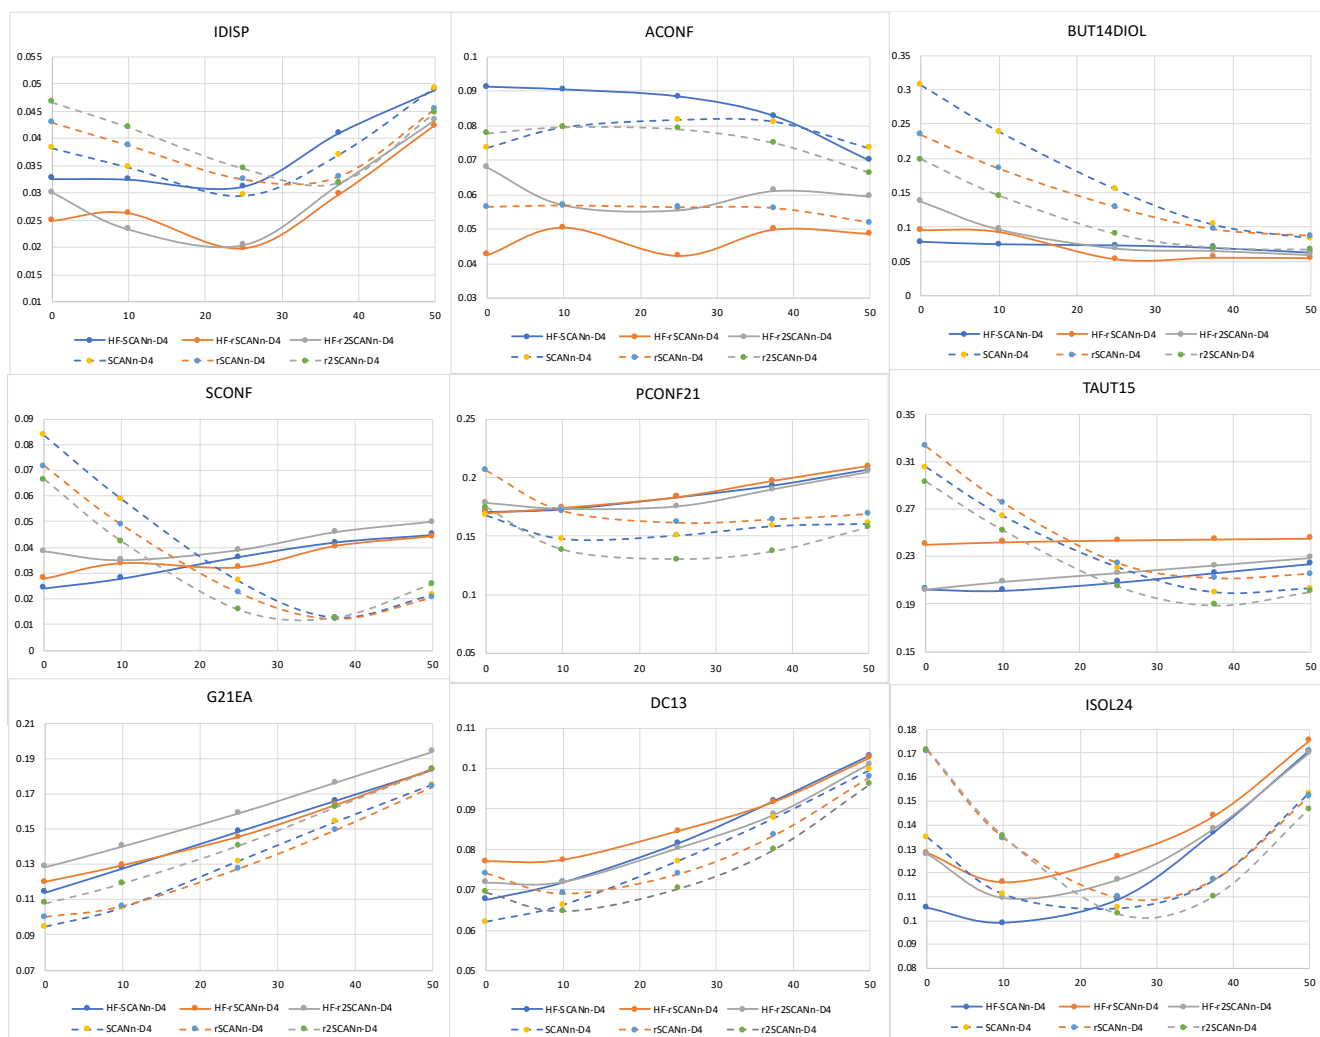 IDISP
0.055
0.05
0.045
0.04
0.035
0.03
0.025
0.02
0.015
0.01
0 10 20 30 40 50
HF-SCANn-D4 HF-rSCANn-D4 HF-r2SCANn-D4
SCANn-D4 rSCANn-D4 r2SCANn-D4
ACONF
0.1
0.09
0.08
0.07
0.06
0.05
0.04
0.03
0 10 20 30 40 50
HF-SCANn-D4 HF-rSCANn-D4 HF-r2SCANn-D4
SCANn-D4 rSCANn-D4 r2SCANn-D4
BUT14DIOL
0.35
0.3
0.25
0.2
0.15
0.1
0.05
0
0 10 20 30 40 50
HF-SCANn-D4 HF-rSCANn-D4 HF-r2SCANn-D4
SCANn-D4 rSCANn-D4 r2SCANn-D4
SCONF
0.09
0.08
0.07
0.06
0.05
0.04
0.03
0.02
0.01
0
0 10 20 30 40 50
PCONF21
0.25
0.2
0.15
0.1
0.05
0 10 20 30 40 50
TAUT15
0.35
0.31
0.27
0.23
0.19
0.15
0 10 20 30 40 50
G21EA
0.21
0.19
0.17
0.15
0.13
0.11
0.09
0.07
0 10 20 30 40 50
HF-SCANn-D4 HF-rSCANn-D4 HF-r2SCANn-D4
SCANn-D4 rSCANn-D4 r2SCANn-D4
DC13
0.11
0.1
0.09
0.08
0.07
0.06
0.05
0 10 20 30 40 50
HF-SCANn-D4 HF-rSCANn-D4 HF-r2SCANn-D4
SCANn-D4 rSCANn-D4 r2SCANn-D4
ISOL24
0.18
0.17
0.16
0.15
0.14
0.13
0.12
0.11
0.1
0.09
0.08
0 10 20 30 40 50
HF-SCANn-D4 HF-rSCANn-D4 HF-r2SCANn-D4
SCANn-D4 rSCANn-D4 r2SCANn-D4